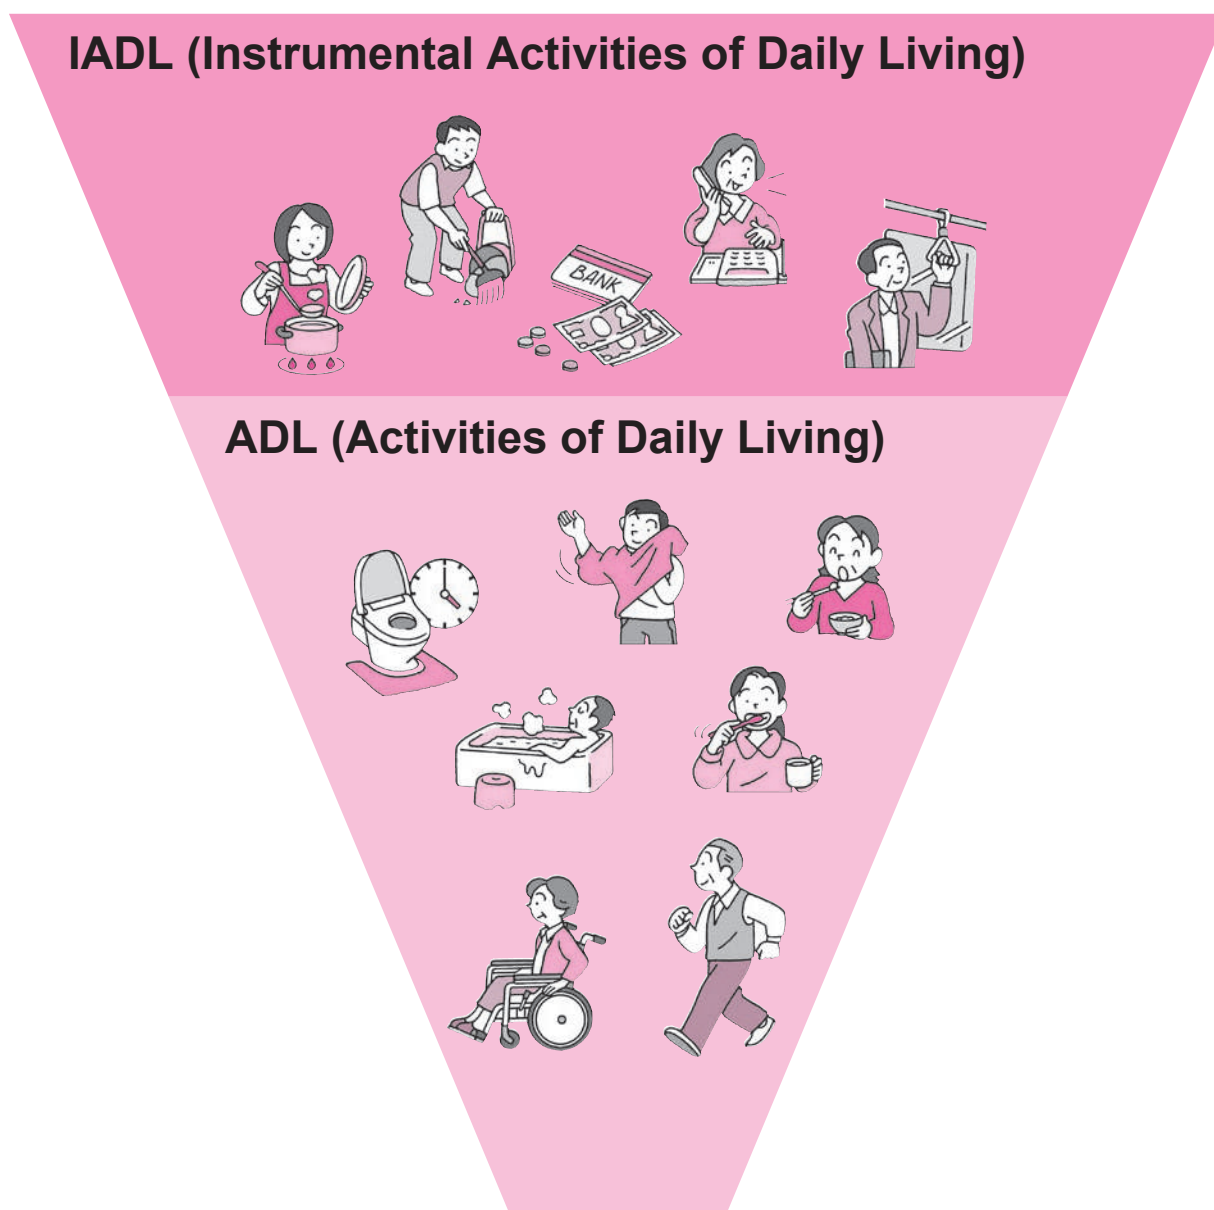 IADL (Instrumental Activities of Daily Living)
BANK
ADL (Activities of Daily Living)